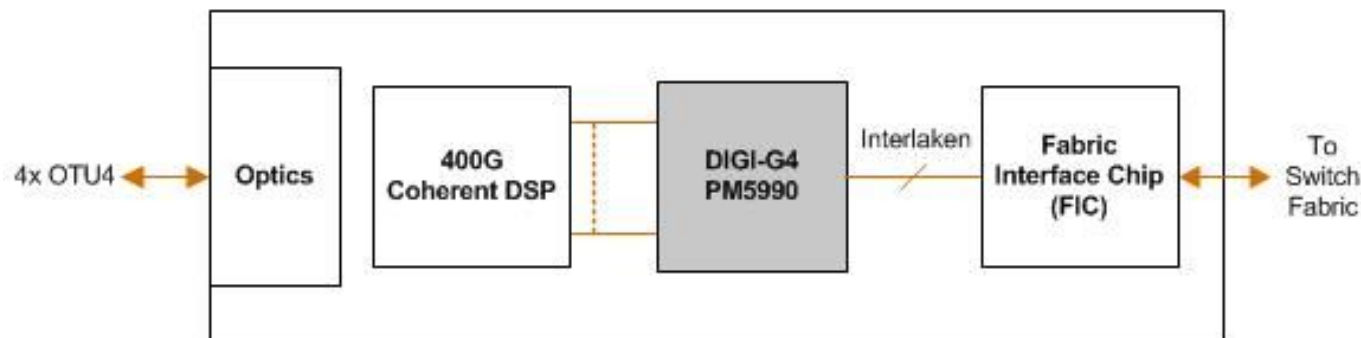 4x OTU4
Optics
400G
Coherent DSP
DIGI-G4
PM5990
Interlaken
Fabric
Interface Chip
(FIC)
To
Switch
Fabric